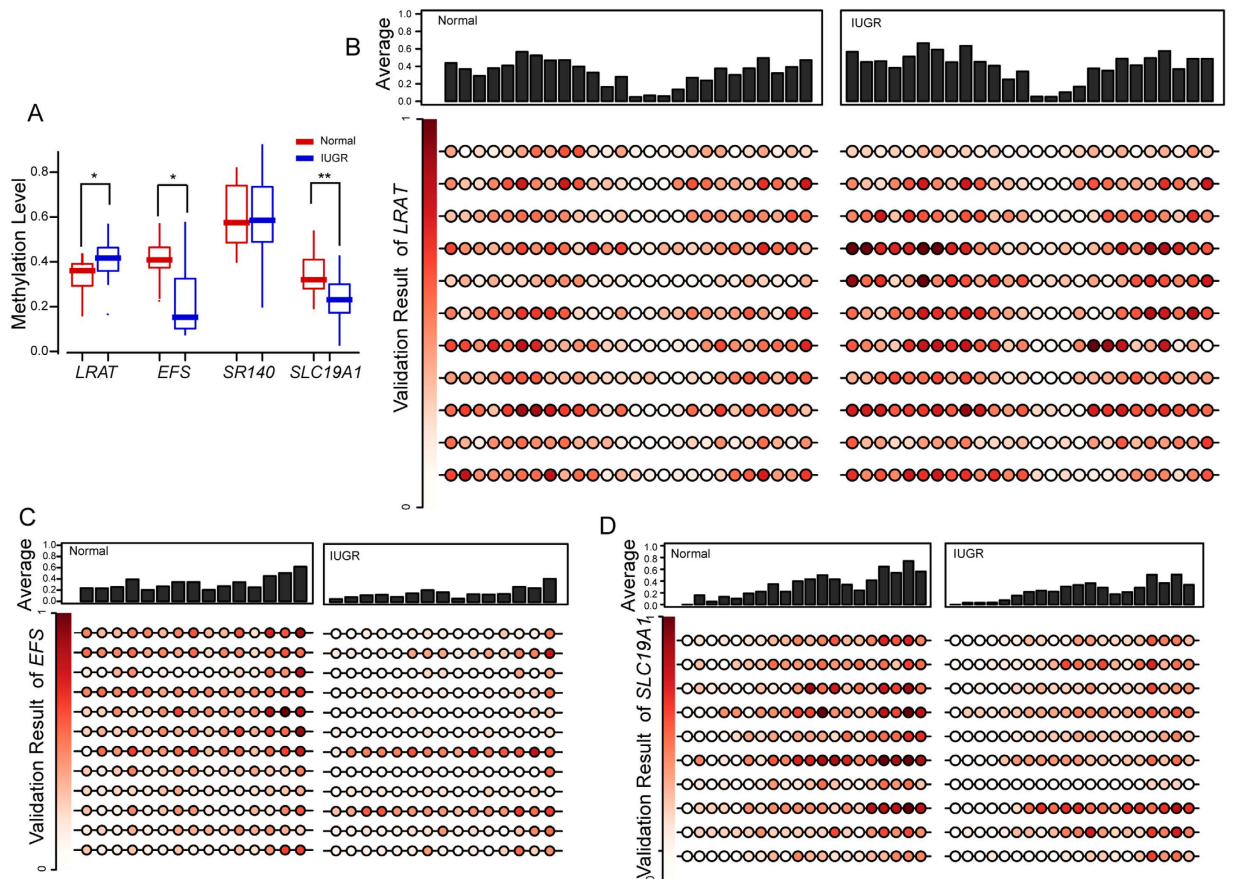 A
Normal
IUGR
Methylation Level
0.8
0.6
0.4
0.2
0.0
*
*
**
LRAT
EFS
SR140
SLC19A1
B
Average
1.0
0.8
0.6
0.4
0.2
0.0
Normal
IUGR
Validation Result of LRAT
1
0
C
Average
1.0
0.8
0.6
0.4
0.2
0.0
Normal
IUGR
Validation Result of EFS
1
0
D
Average
1.0
0.8
0.6
0.4
0.2
0.0
Normal
IUGR
Validation Result of SLC19A1
1
0